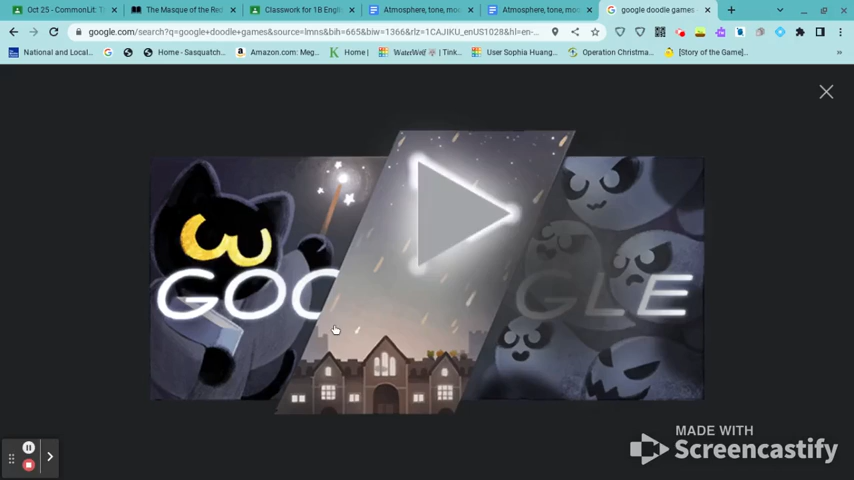 Oct 25 - CommonLit: T
The Masque of the Re
Classwork for 1B Engl
Atmosphere, tone, mo
Atmosphere, tone, mo
google doodle games -
google.com/search?q=google+doodle+games&source=lmns&bih=665&biw=1366&rlz=1CAJIKU_enUS1028&hl=en-...
National and Local...
Home - Sasquatch...
Amazon.com: Meg...
Home |
| Tink...
User Sophia Huang...
Operation Christma...
[Story of the Game]...
GOO
GLE
MADE WITH
Screencastify